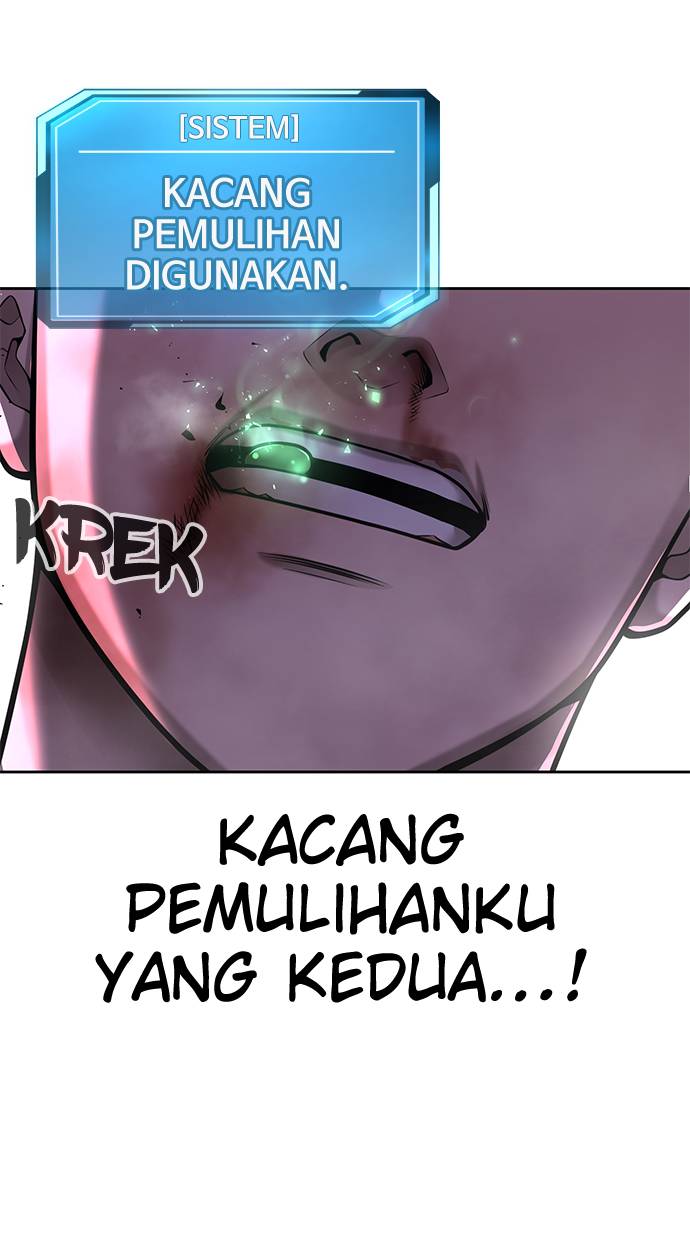 [SISTEM]
KACANG
PEMULIHAN
DIGUNAKAN.
KREK
KACANG
PEMULIHANKU
YANG KEDUA...!